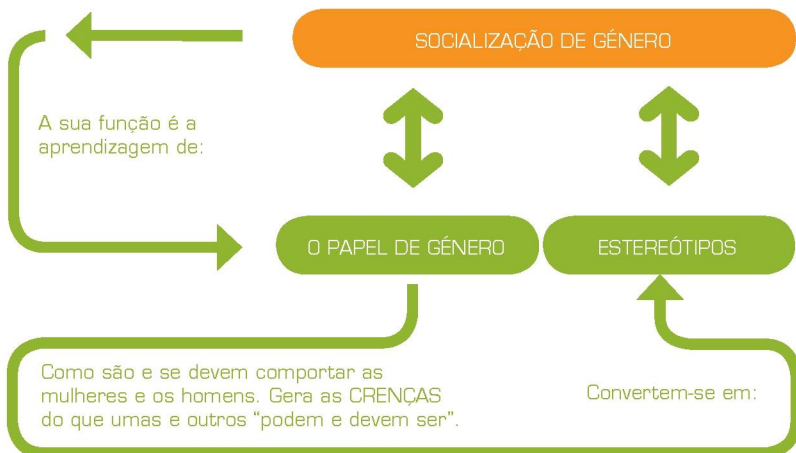 SOCIALIZAÇÃO DE GÉNERO
A sua função é a
aprendizagem de:
O PAPEL DE GÉNERO
ESTEREÓTIPOS
Como são e se devem comportar as
mulheres e os homens. Gera as CRENÇAS
do que umas e outros “podem e devem ser”.
Convertem-se em: